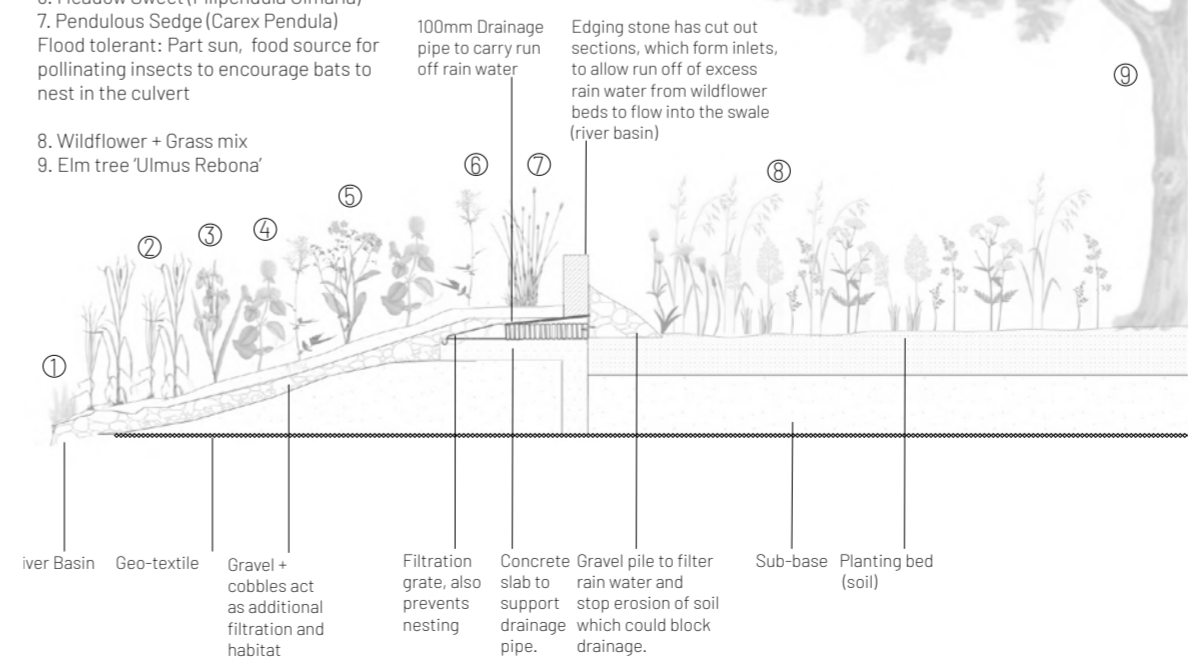 6. Meadow Sweet (Filipendula Ulmaria)
7. Pendulous Sedge (Carex Pendula)
Flood tolerant: Part sun, food source for
pollinating insects to encourage bats to
nest in the culvert
8. Wildflower + Grass mix
9. Elm tree ‘Ulmus Rebona’
100mm Drainage
pipe to carry run
off rain water
Edging stone has cut out
sections, which form inlets,
to allow run off of excess
rain water from wildflower
beds to flow into the swale
(river basin)
①
②
③
④
⑤
⑥
⑦
⑧
⑨
iver Basin
Geo-textile
Gravel +
cobbles act
as additional
filtration and
habitat
Filtration
grate, also
prevents
nesting
Concrete
slab to
support
drainage
pipe.
Gravel pile to filter
rain water and
stop erosion of soil
which could block
drainage.
Sub-base
Planting bed
(soil)